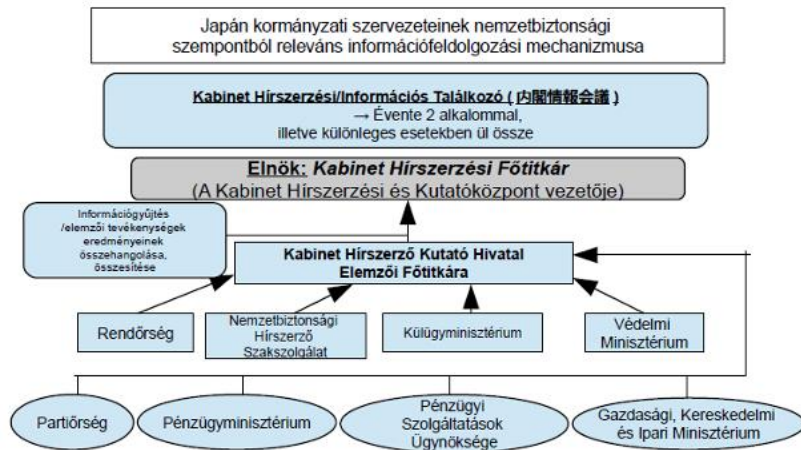 Japán kormányzati szervezeteinek nemzetbiztonsági
szempontból releváns információfeldolgozási mechanizmusa
Kabinet Hírszerzési/Információs Találkozó ( 内閣情報会議 )
→ Évente 2 alkalommal,
illetve különleges esetekben ül össze
Elnök: Kabinet Hírszerzési Főtitkár
(A Kabinet Hírszerzési és Kutatóközpont vezetője)
Információgyűjtés
/elemzői tevékenységek
eredményeinek
összehangolása,
összesítése
Kabinet Hírszerző Kutató Hivatal
Elemzői Főtitkára
Rendőrség
Nemzetbiztonsági
Hírszerző
Szakszolgálat
Külügyminisztérium
Védelmi
Minisztérium
Partiőrség
Pénzügyminisztérium
Pénzügyi
Szolgáltatások
Ügynöksége
Gazdasági, Kereskedelmi
és Ipari Minisztérium